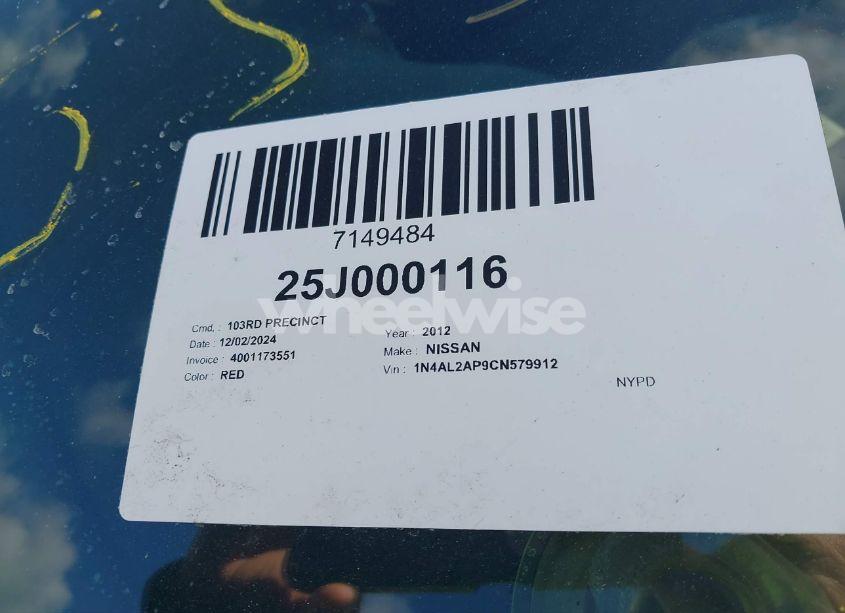 7149484
25J000116
wheelwise
Cmd. : 103RD PRECINCT
Date : 12/02/2024
Invoice : 4001173551
Color : RED
Year : 2012
Make : NISSAN
Vin : 1N4AL2AP9CN579912
NYPD